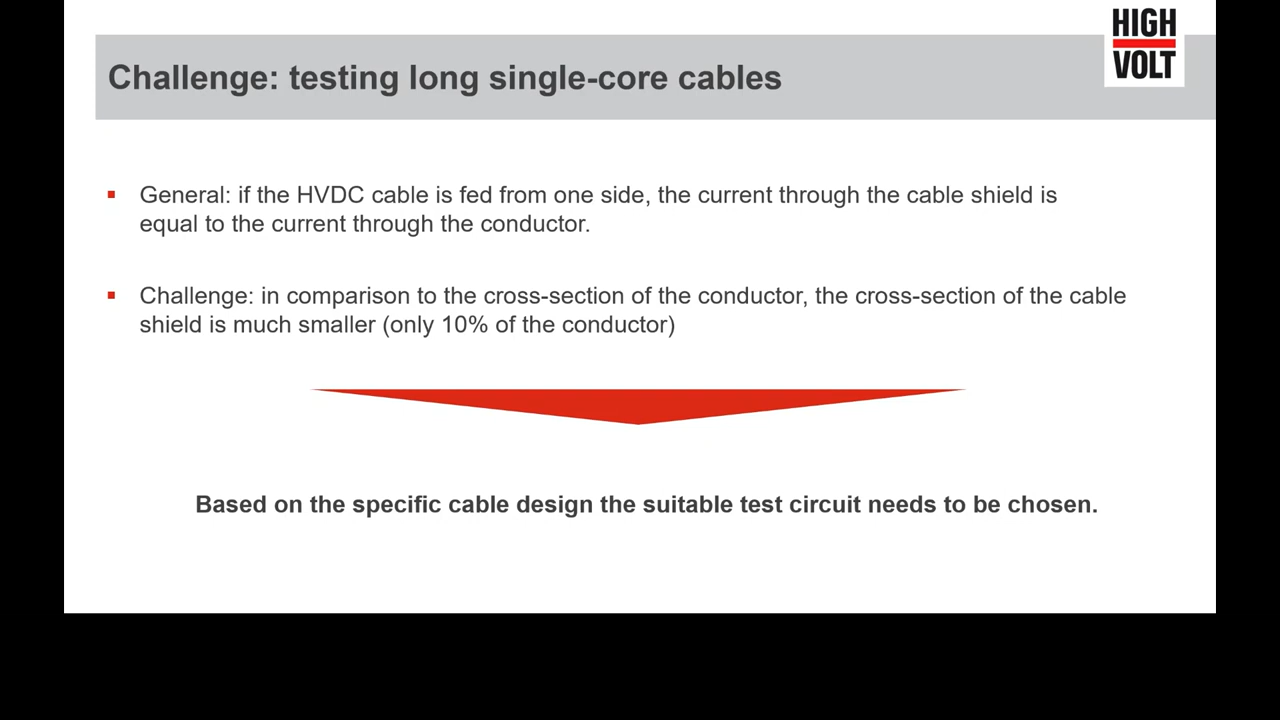 HIGH
VOLT
Challenge: testing long single-core cables
▪ General: if the HVDC cable is fed from one side, the current through the cable shield is
equal to the current through the conductor.
▪ Challenge: in comparison to the cross-section of the conductor, the cross-section of the cable
shield is much smaller (only 10% of the conductor)
Based on the specific cable design the suitable test circuit needs to be chosen.